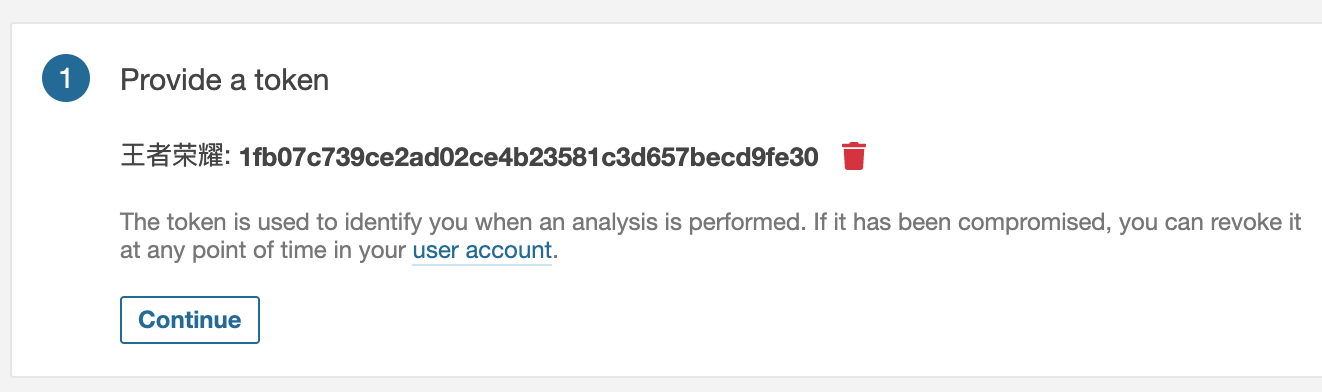 1
Provide a token
王者荣耀: 1fb07c739ce2ad02ce4b23581c3d657becd9fe30
The token is used to identify you when an analysis is performed. If it has been compromised, you can revoke it
at any point of time in your user account.
Continue